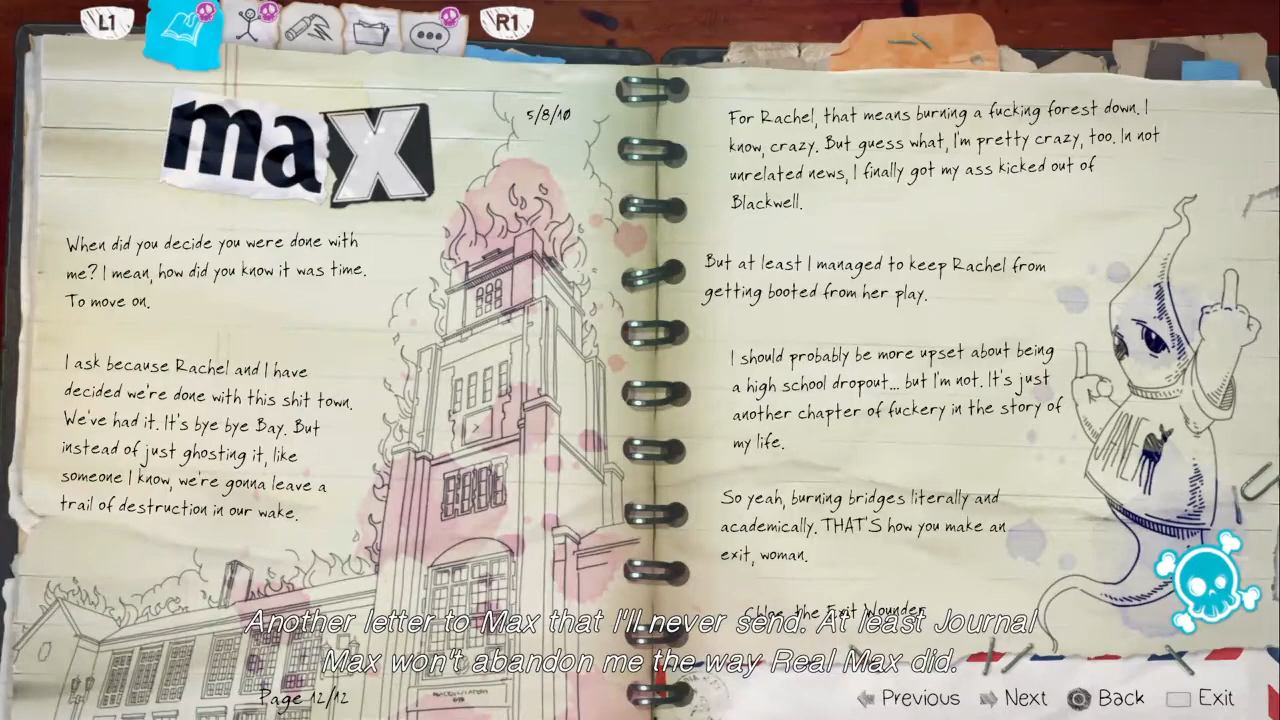 L1
R1
max
5/8/10
When did you decide you were done with
me? I mean, how did you know it was time.
To move on.
I ask because Rachel and I have
decided we're done with this shit town.
We've had it. It's bye bye Bay. But
instead of just ghosting it, like
someone I know, we're gonna leave a
trail of destruction in our wake.
For Rachel, that means burning a fucking forest down. I
know, crazy. But guess what, I'm pretty crazy, too. In not
unrelated news, I finally got my ass kicked out of
Blackwell.
But at least I managed to keep Rachel from
getting booted from her play.
I should probably be more upset about being
a high school dropout... but I'm not. It's just
another chapter of fuckery in the story of
my life.
So yeah, burning bridges literally and
academically. THAT'S how you make an
exit, woman.
Chloe the Exit Wounder
Another letter to Max that I'll never send. At least Journal
Max won't abandon me the way Real Max did.
Page 12/12
Previous
Next
Back
Exit